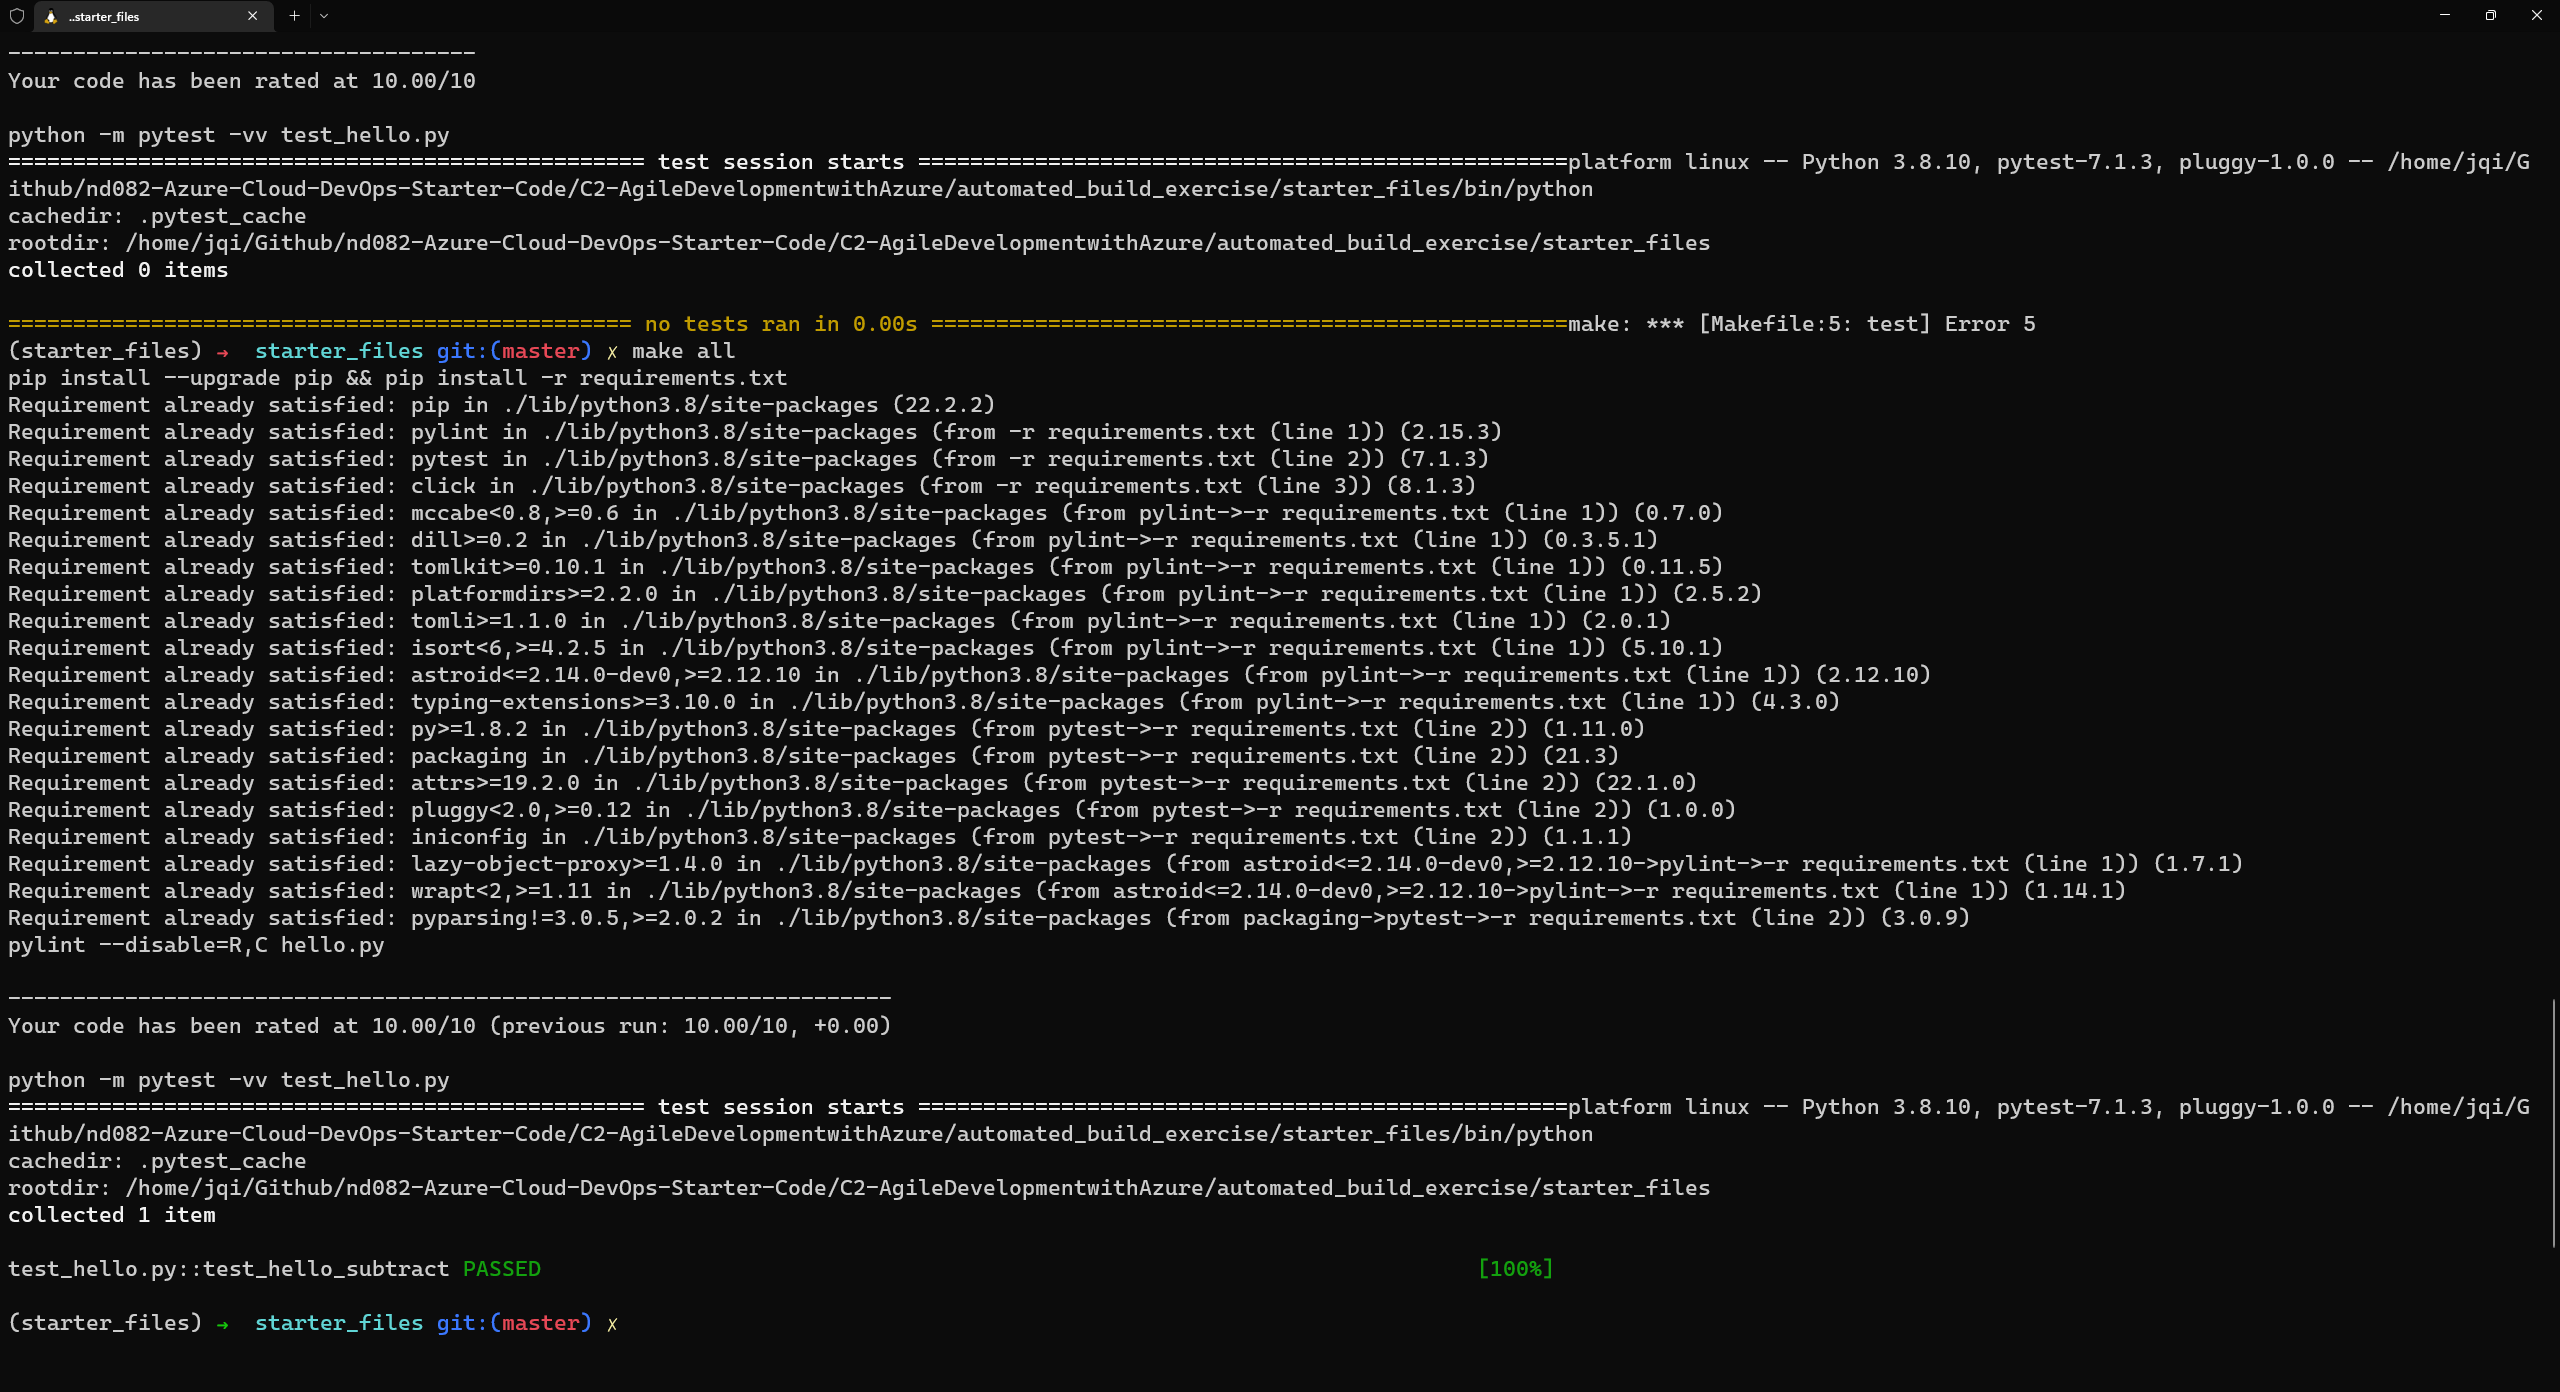 ..starter_files
------------------------------------
Your code has been rated at 10.00/10
python -m pytest -vv test_hello.py
================================================= test session starts ==================================================platform linux -- Python 3.8.10, pytest-7.1.3, pluggy-1.0.0 -- /home/jqi/G
ithub/nd082-Azure-Cloud-DevOps-Starter-Code/C2-AgileDevelopmentwithAzure/automated_build_exercise/starter_files/bin/python
cachedir: .pytest_cache
rootdir: /home/jqi/Github/nd082-Azure-Cloud-DevOps-Starter-Code/C2-AgileDevelopmentwithAzure/automated_build_exercise/starter_files
collected 0 items
================================================ no tests ran in 0.00s =================================================make: *** [Makefile:5: test] Error 5
(starter_files) → starter_files git:(master) ✗ make all
pip install --upgrade pip && pip install -r requirements.txt
Requirement already satisfied: pip in ./lib/python3.8/site-packages (22.2.2)
Requirement already satisfied: pylint in ./lib/python3.8/site-packages (from -r requirements.txt (line 1)) (2.15.3)
Requirement already satisfied: pytest in ./lib/python3.8/site-packages (from -r requirements.txt (line 2)) (7.1.3)
Requirement already satisfied: click in ./lib/python3.8/site-packages (from -r requirements.txt (line 3)) (8.1.3)
Requirement already satisfied: mccabe<0.8,>=0.6 in ./lib/python3.8/site-packages (from pylint->-r requirements.txt (line 1)) (0.7.0)
Requirement already satisfied: dill>=0.2 in ./lib/python3.8/site-packages (from pylint->-r requirements.txt (line 1)) (0.3.5.1)
Requirement already satisfied: tomlkit>=0.10.1 in ./lib/python3.8/site-packages (from pylint->-r requirements.txt (line 1)) (0.11.5)
Requirement already satisfied: platformdirs>=2.2.0 in ./lib/python3.8/site-packages (from pylint->-r requirements.txt (line 1)) (2.5.2)
Requirement already satisfied: tomli>=1.1.0 in ./lib/python3.8/site-packages (from pylint->-r requirements.txt (line 1)) (2.0.1)
Requirement already satisfied: isort<6,>=4.2.5 in ./lib/python3.8/site-packages (from pylint->-r requirements.txt (line 1)) (5.10.1)
Requirement already satisfied: astroid<=2.14.0-dev0,>=2.12.10 in ./lib/python3.8/site-packages (from pylint->-r requirements.txt (line 1)) (2.12.10)
Requirement already satisfied: typing-extensions>=3.10.0 in ./lib/python3.8/site-packages (from pylint->-r requirements.txt (line 1)) (4.3.0)
Requirement already satisfied: py>=1.8.2 in ./lib/python3.8/site-packages (from pytest->-r requirements.txt (line 2)) (1.11.0)
Requirement already satisfied: packaging in ./lib/python3.8/site-packages (from pytest->-r requirements.txt (line 2)) (21.3)
Requirement already satisfied: attrs>=19.2.0 in ./lib/python3.8/site-packages (from pytest->-r requirements.txt (line 2)) (22.1.0)
Requirement already satisfied: pluggy<2.0,>=0.12 in ./lib/python3.8/site-packages (from pytest->-r requirements.txt (line 2)) (1.0.0)
Requirement already satisfied: iniconfig in ./lib/python3.8/site-packages (from pytest->-r requirements.txt (line 2)) (1.1.1)
Requirement already satisfied: lazy-object-proxy>=1.4.0 in ./lib/python3.8/site-packages (from astroid<=2.14.0-dev0,>=2.12.10->pylint->-r requirements.txt (line 1)) (1.7.1)
Requirement already satisfied: wrapt<2,>=1.11 in ./lib/python3.8/site-packages (from astroid<=2.14.0-dev0,>=2.12.10->pylint->-r requirements.txt (line 1)) (1.14.1)
Requirement already satisfied: pyparsing!=3.0.5,>=2.0.2 in ./lib/python3.8/site-packages (from packaging->pytest->-r requirements.txt (line 2)) (3.0.9)
pylint --disable=R,C hello.py
--------------------------------------------------------------------
Your code has been rated at 10.00/10 (previous run: 10.00/10, +0.00)
python -m pytest -vv test_hello.py
================================================= test session starts ==================================================platform linux -- Python 3.8.10, pytest-7.1.3, pluggy-1.0.0 -- /home/jqi/G
ithub/nd082-Azure-Cloud-DevOps-Starter-Code/C2-AgileDevelopmentwithAzure/automated_build_exercise/starter_files/bin/python
cachedir: .pytest_cache
rootdir: /home/jqi/Github/nd082-Azure-Cloud-DevOps-Starter-Code/C2-AgileDevelopmentwithAzure/automated_build_exercise/starter_files
collected 1 item
test_hello.py::test_hello_subtract PASSED [100%]
(starter_files) → starter_files git:(master) ✗